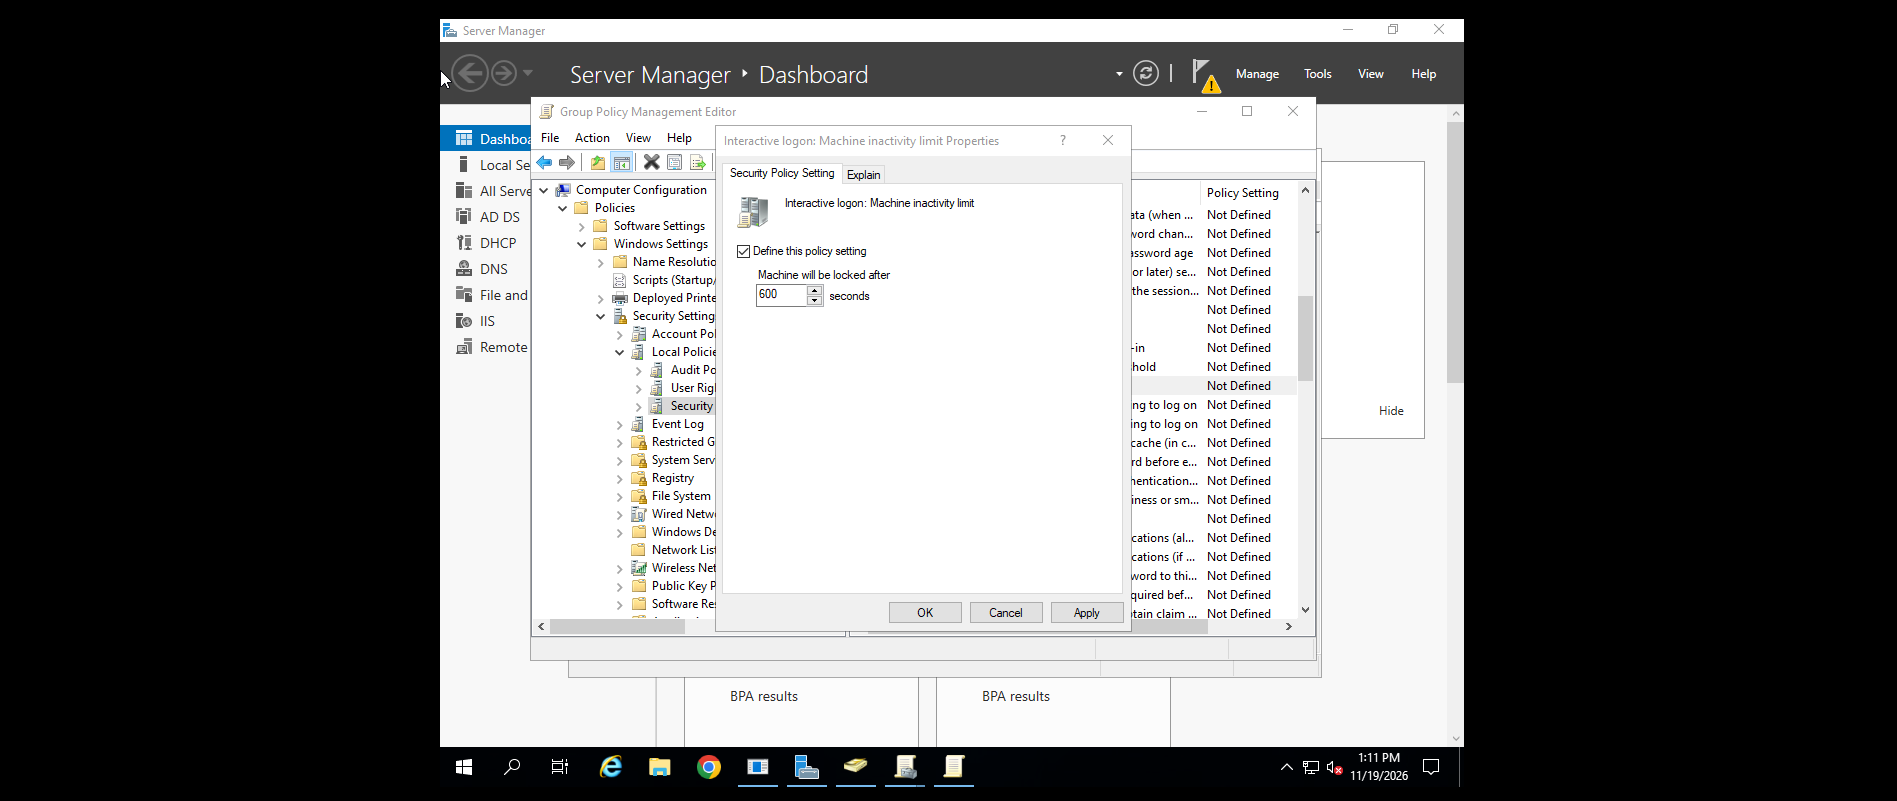 Server Manager
Server Manager ‣ Dashboard
Manage
Tools
View
Help
Group Policy Management Editor
File
Action
View
Help
Interactive logon: Machine inactivity limit Properties
?
Security Policy Setting
Explain
Interactive logon: Machine inactivity limit
Define this policy setting
Machine will be locked after
600
seconds
OK
Cancel
Apply
Dashboa
Local Se
All Serve
AD DS
DHCP
DNS
File and
IIS
Remote
Computer Configuration
Policies
Software Settings
Windows Settings
Name Resolutio
Scripts (Startup/
Deployed Printe
Security Setting
Account Pol
Local Policie
Audit Po
User Rig
Security
Event Log
Restricted G
System Serv
Registry
File System
Wired Netw
Windows De
Network List
Wireless Net
Public Key P
Software Res
Policy Setting
ata (when ... Not Defined
word chan... Not Defined
assword age Not Defined
or later) se... Not Defined
the session... Not Defined
Not Defined
Not Defined
-in Not Defined
hold Not Defined
Not Defined
ing to log on Not Defined
ing to log on Not Defined
cache (in c... Not Defined
rd before e... Not Defined
hentication... Not Defined
iness or sm... Not Defined
Not Defined
cations (al... Not Defined
cations (if ... Not Defined
word to thi... Not Defined
quired bef... Not Defined
tain claim ... Not Defined
Hide
BPA results
BPA results
1:11 PM
11/19/2026